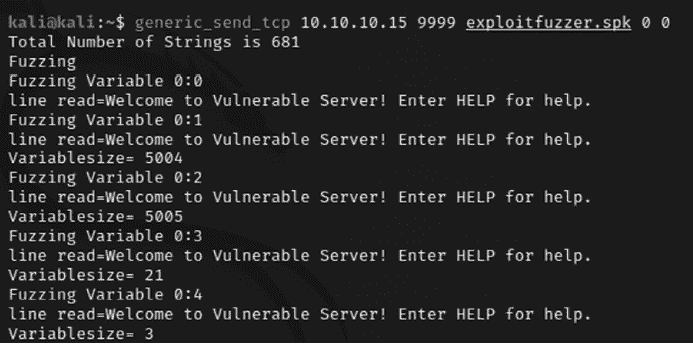 kali@kali:~$ generic_send_tcp 10.10.10.15 9999 exploitfuzzer.spk 0 0
Total Number of Strings is 681
Fuzzing
Fuzzing Variable 0:0
line read=Welcome to Vulnerable Server! Enter HELP for help.
Fuzzing Variable 0:1
line read=Welcome to Vulnerable Server! Enter HELP for help.
Variablesize= 5004
Fuzzing Variable 0:2
line read=Welcome to Vulnerable Server! Enter HELP for help.
Variablesize= 5005
Fuzzing Variable 0:3
line read=Welcome to Vulnerable Server! Enter HELP for help.
Variablesize= 21
Fuzzing Variable 0:4
line read=Welcome to Vulnerable Server! Enter HELP for help.
Variablesize= 3